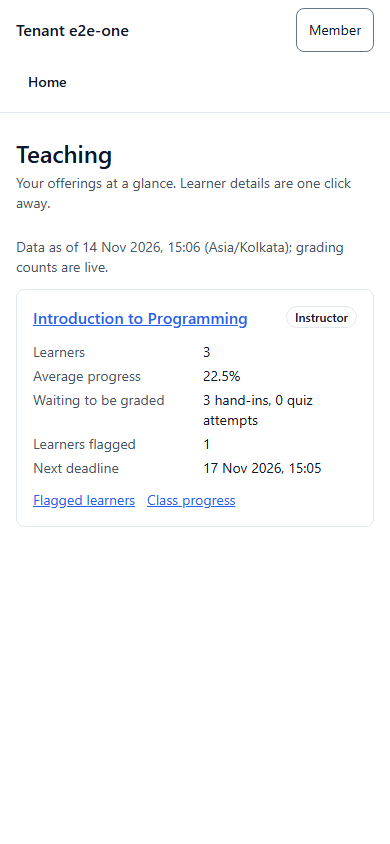 Tenant e2e-one
Member
Home
Teaching
Your offerings at a glance. Learner details are one click
away.
Data as of 14 Nov 2026, 15:06 (Asia/Kolkata); grading
counts are live.
Introduction to Programming
Instructor
Learners 3
Average progress 22.5%
Waiting to be graded 3 hand-ins, 0 quiz
attempts
Learners flagged 1
Next deadline 17 Nov 2026, 15:05
Flagged learners Class progress